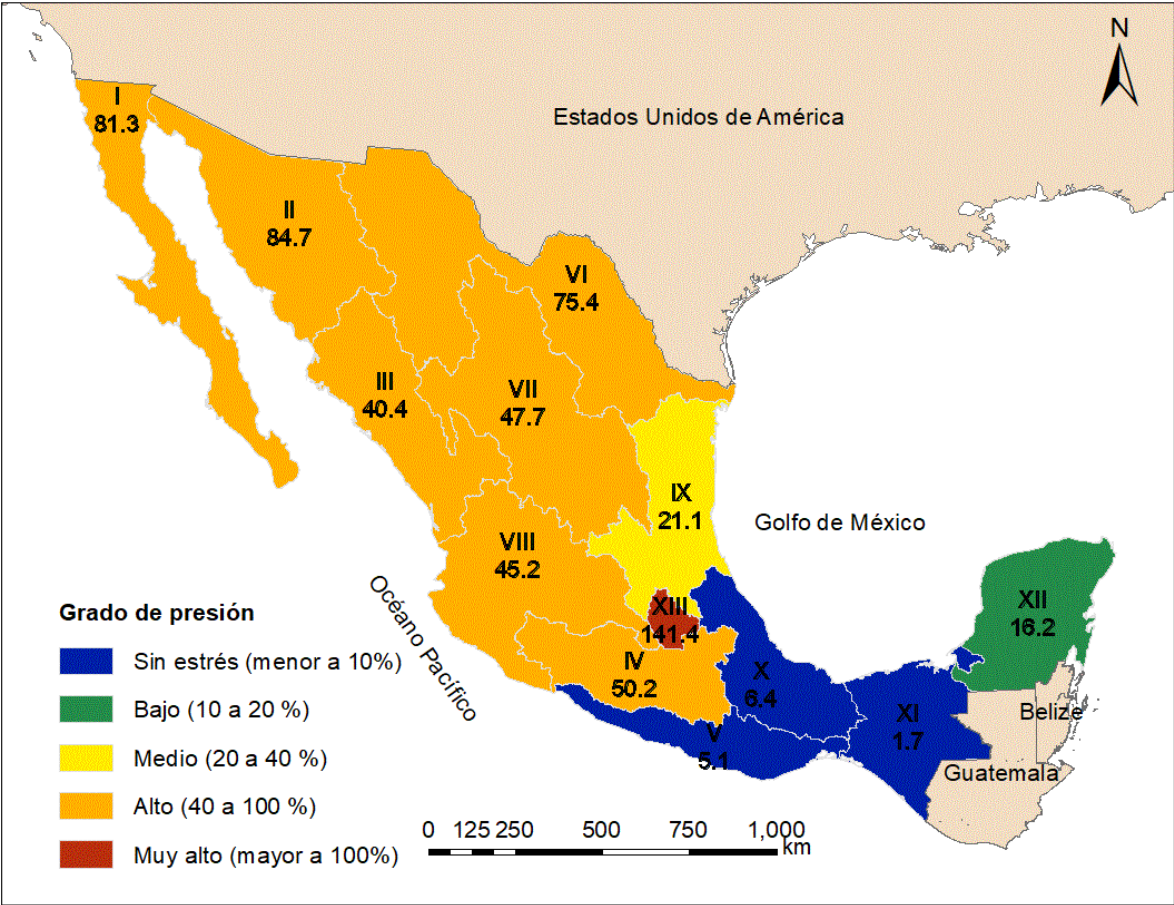 N
Estados Unidos de América
I
81.3
II
84.7
VI
75.4
III
40.4
VII
47.7
IX
21.1
Golfo de México
VIII
45.2
Océano Pacífico
XIII
141.4
XII
16.2
IV
50.2
X
6.4
V
5.1
XI
1.7
Belize
Guatemala
Grado de presión
Sin estrés (menor a 10%)
Bajo (10 a 20 %)
Medio (20 a 40 %)
Alto (40 a 100 %)
Muy alto (mayor a 100%)
0 125 250 500 750 1,000
km